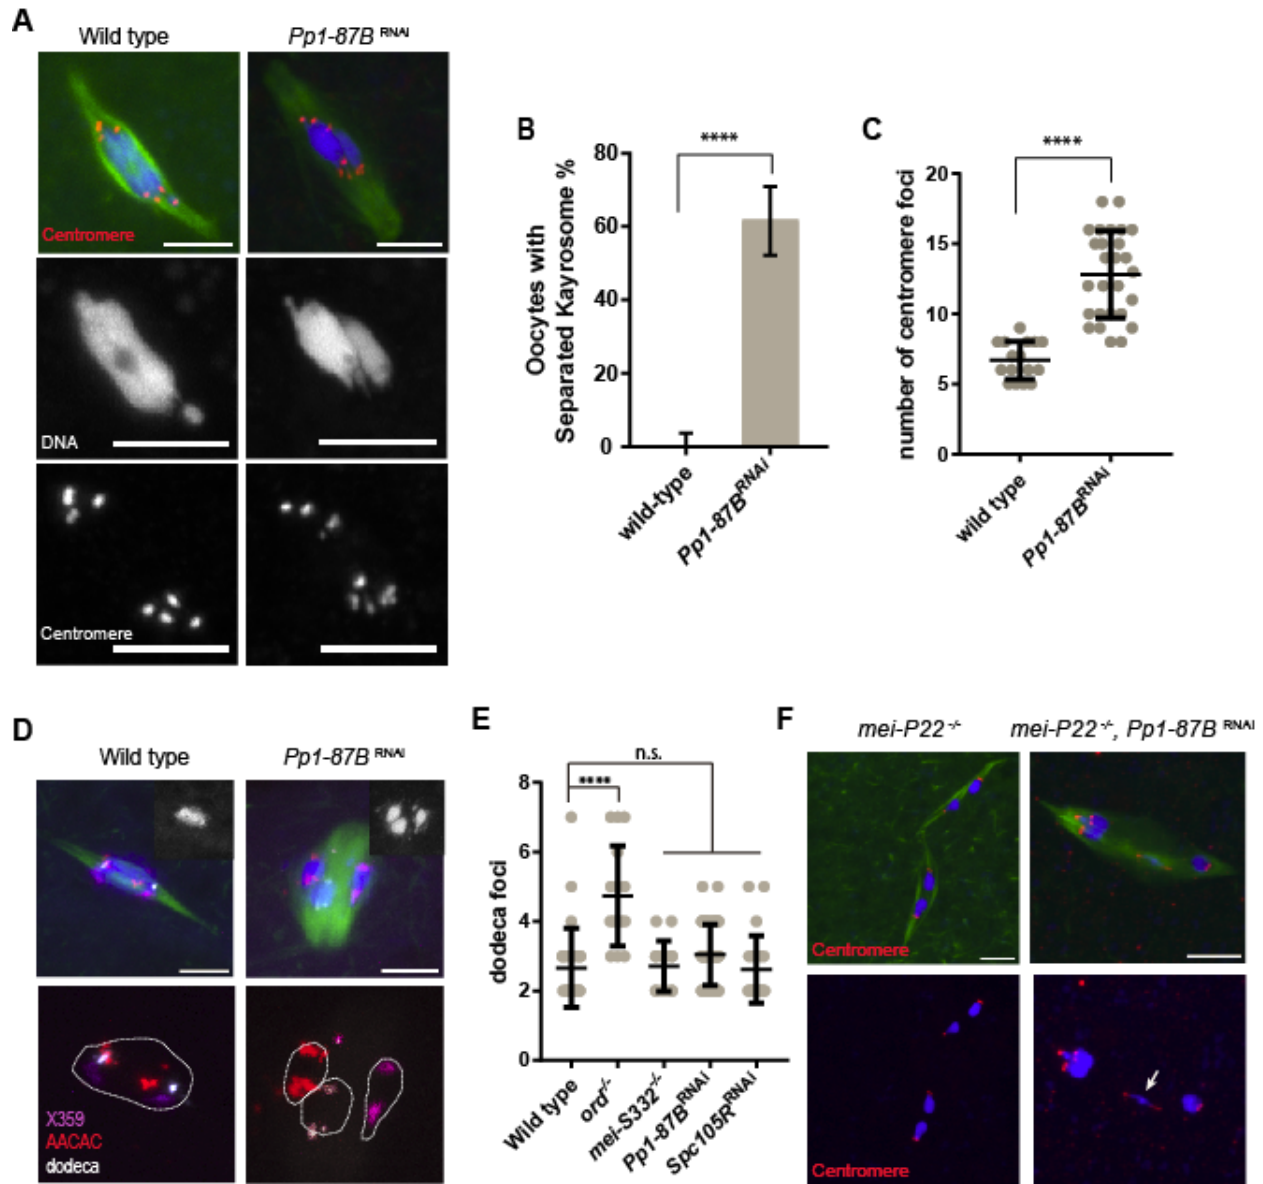 A
Wild type
Pp1-87B RNAi
Centromere
DNA
Centromere
B
****
Oocytes with
Separated Kayrosome %
80
60
40
20
0
wild-type
Pp1-87B RNAi
C
****
number of centromere foci
20
15
10
5
0
wild type
Pp1-87B RNAi
D
Wild type
Pp1-87B RNAi
X359
AACAC
dodeca
E
n.s.
****
dodeca foci
8
6
4
2
0
Wild type
ord-/-
mei-S332-/-
Pp1-87B RNAi
Spc105R RNAi
F
mei-P22 -/-
mei-P22 -/-, Pp1-87B RNAi
Centromere
Centromere